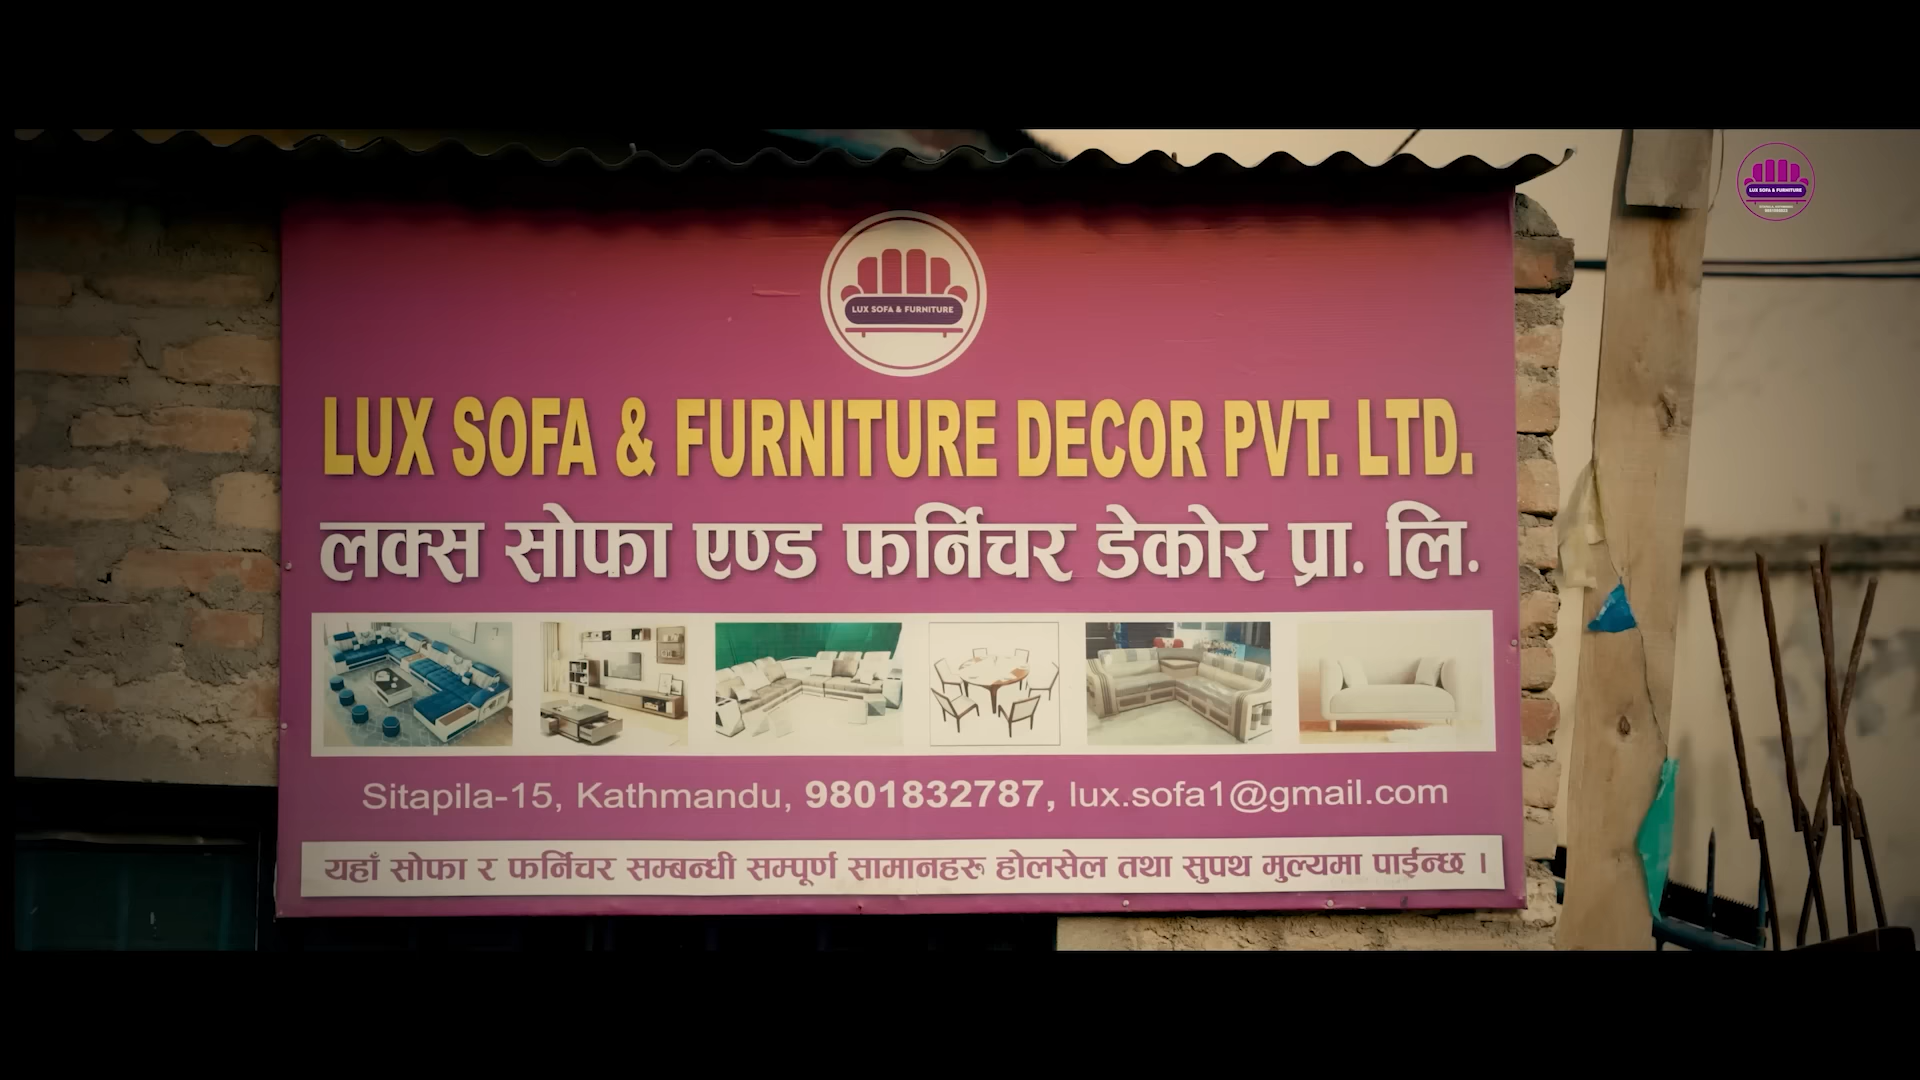 LUX SOFA & FURNITURE
LUX SOFA & FURNITURE
LUX SOFA & FURNITURE DECOR PVT. LTD.
लक्स सोफा एण्ड फर्निचर डेकोर प्रा. लि.
Sitapila-15, Kathmandu, 9801832787, lux.sofa1@gmail.com
यहाँ सोफा र फर्निचर सम्बन्धी सम्पूर्ण सामानहरू होलसेल तथा सुपथ मुल्यमा पाईन्छ ।